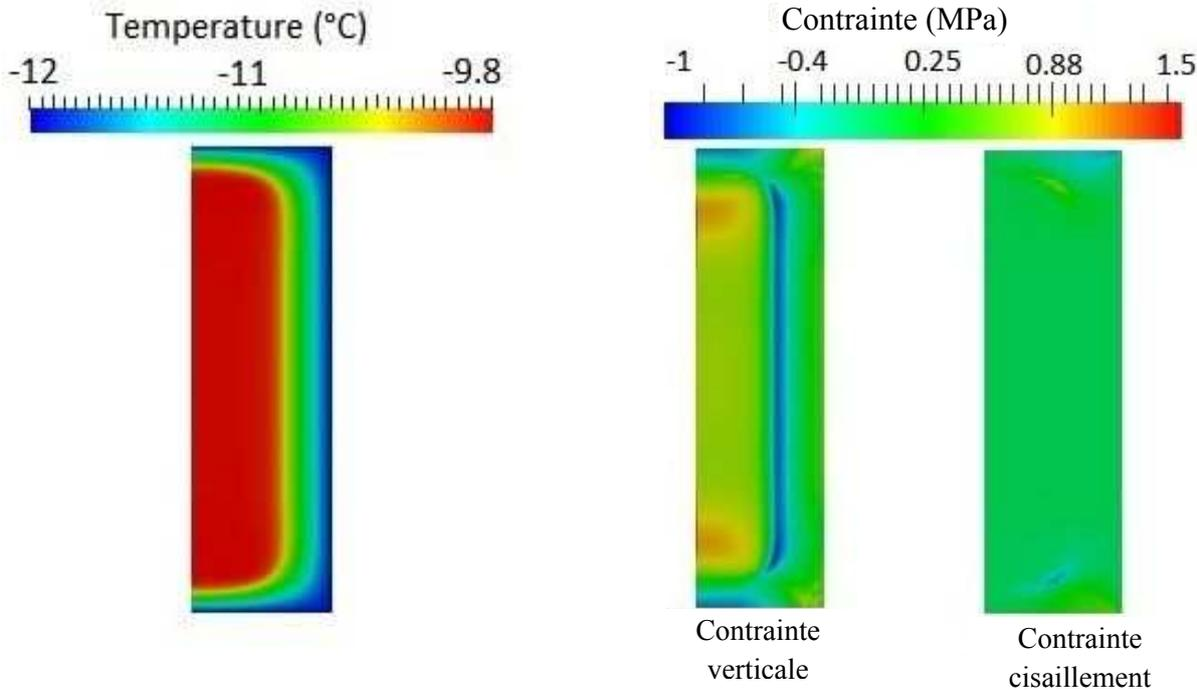 Temperature (°C)
-12 -11 -9.8
Contrainte (MPa)
-1 -0.4 0.25 0.88 1.5
Contrainte
verticale
Contrainte
cisaillement